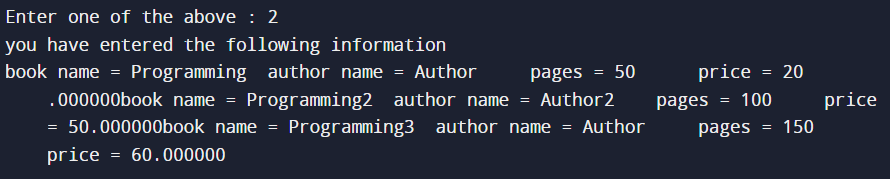 Enter one of the above : 2
you have entered the following information
book name = Programming  author name = Author     pages = 50      price = 20
    .000000book name = Programming2  author name = Author2    pages = 100     price
    = 50.000000book name = Programming3  author name = Author     pages = 150
    price = 60.000000